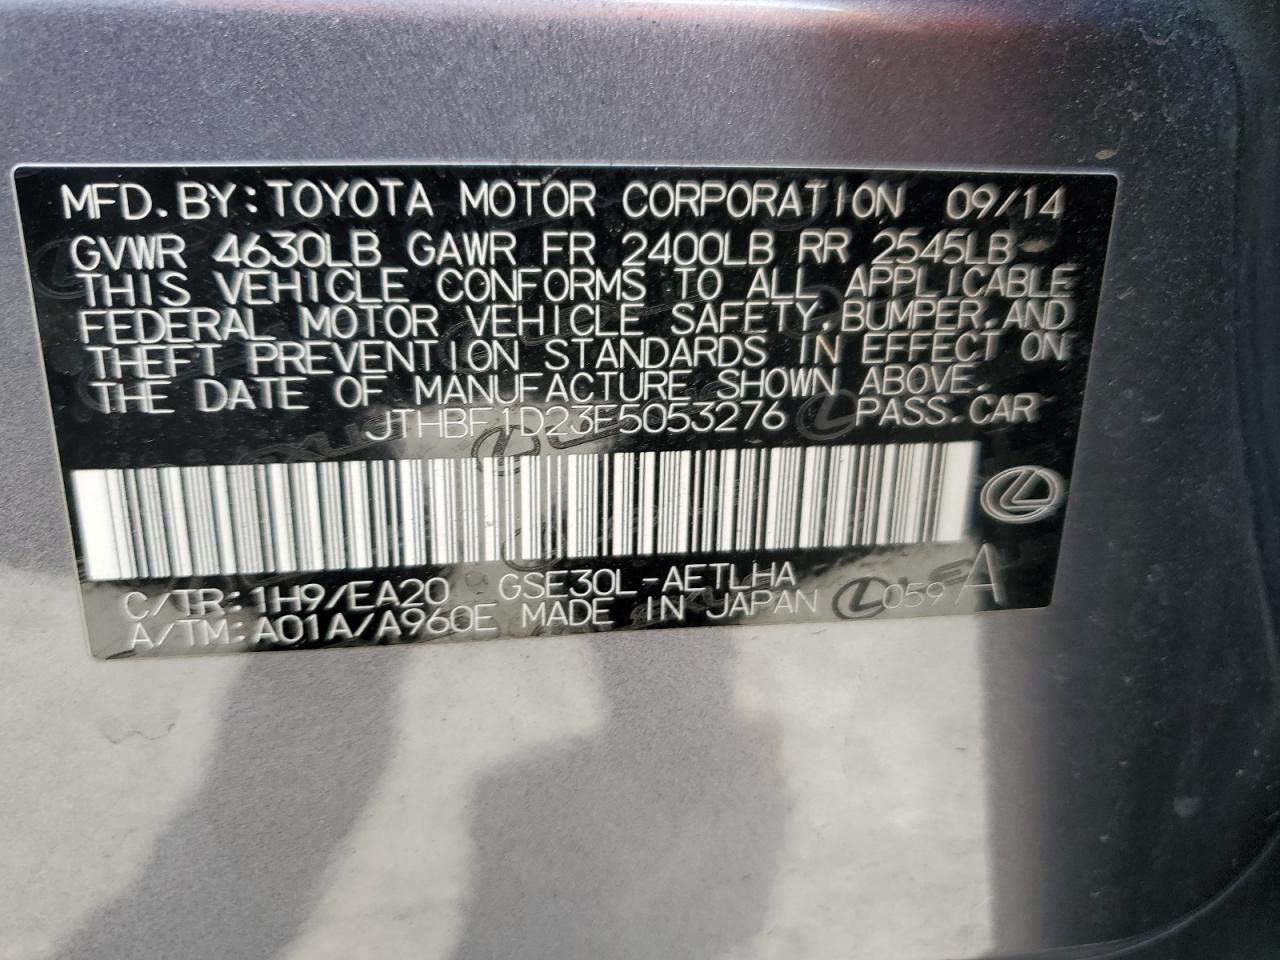 MFD.BY:TOYOTA MOTOR CORPORATION 09/14
GVWR 4630LB GAWR FR 2400LB RR 2545LB
THIS VEHICLE CONFORMS TO ALL APPLICABLE
FEDERAL MOTOR VEHICLE SAFETY,BUMPER,AND
THEFT PREVENTION STANDARDS IN EFFECT ON
THE DATE OF MANUFACTURE SHOWN ABOVE.
JTHBF1D23F5053276 PASS.CAR
C/TR:1H9/EA20 GSE30L-AETLHA
A/TM:A01A/A960E MADE IN JAPAN 059 A